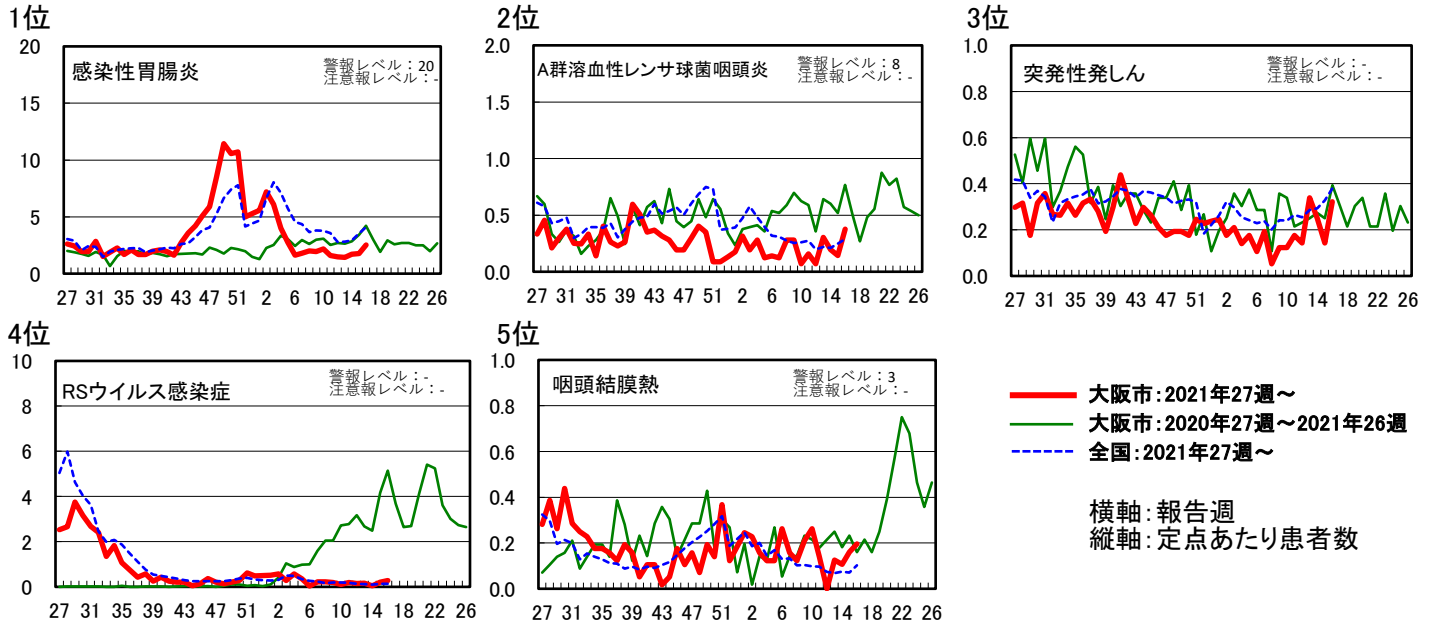 1位
感染性胃腸炎
警報レベル：20
注意報レベル：-
20
15
10
5
0
27 31 35 39 43 47 51 2 6 10 14 18 22 26
2位
A群溶血性レンサ球菌咽頭炎
警報レベル：8
注意報レベル：-
2.0
1.5
1.0
0.5
0.0
27 31 35 39 43 47 51 2 6 10 14 18 22 26
3位
突発性発しん
警報レベル：-
注意報レベル：-
1.0
0.8
0.6
0.4
0.2
0.0
27 31 35 39 43 47 51 2 6 10 14 18 22 26
4位
RSウイルス感染症
警報レベル：-
注意報レベル：-
10
8
6
4
2
0
27 31 35 39 43 47 51 2 6 10 14 18 22 26
5位
咽頭結膜熱
警報レベル：3
注意報レベル：-
1.0
0.8
0.6
0.4
0.2
0.0
27 31 35 39 43 47 51 2 6 10 14 18 22 26
大阪市：2021年27週～
大阪市：2020年27週～2021年26週
全国：2021年27週～
横軸：報告週
縦軸：定点あたり患者数